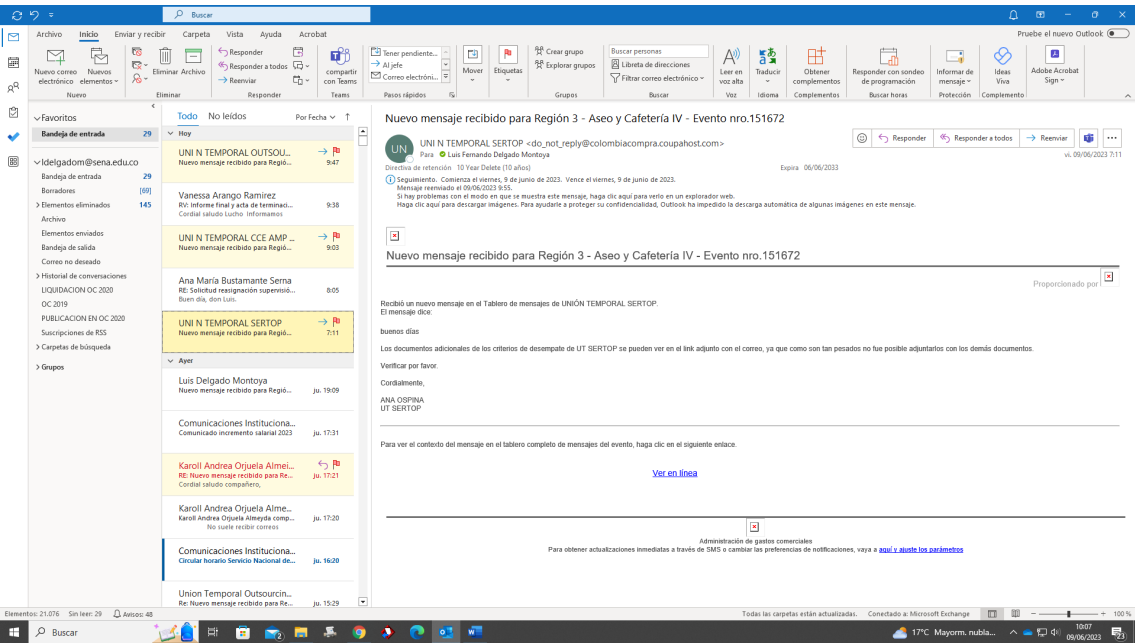 Buscar
Archivo Inicio Enviar y recibir Carpeta Vista Ayuda Acrobat
Pruebe el nuevo Outlook
Nuevo correo electrónico
Nuevos elementos
Nuevo
Eliminar Archivo
Eliminar
Responder
Responder a todos
Reenviar
Responder
compartir con Teams
Teams
Tener pendiente...
Al jefe
Correo electróni...
Pasos rápidos
Mover
Etiquetas
Crear grupo
Explorar grupos
Grupos
Buscar personas
Libreta de direcciones
Filtrar correo electrónico
Buscar
Leer en voz alta
Voz
Traducir
Idioma
Obtener complementos
Complementos
Responder con sondeo de programación
Buscar horas
Informar de mensaje
Protección
Ideas Viva
Complemento
Adobe Acrobat Sign
Favoritos
Bandeja de entrada 29
ldelgadom@sena.edu.co
Bandeja de entrada 29
Borradores [69]
Elementos eliminados 145
Archivo
Elementos enviados
Bandeja de salida
Correo no deseado
Historial de conversaciones
LIQUIDACION OC 2020
OC 2019
PUBLICACION EN OC 2020
Suscripciones de RSS
Carpetas de búsqueda
Grupos
Todo No leídos Por Fecha
Hoy
UNI N TEMPORAL OUTSOU...
Nuevo mensaje recibido para Regió... 9:47
Vanessa Arango Ramirez
RV: Informe final y acta de terminaci... 9:38
Cordial saludo Lucho Informamos
UNI N TEMPORAL CCE AMP ...
Nuevo mensaje recibido para Regió... 9:03
Ana María Bustamante Serna
RE: Solicitud reasignación supervisió... 8:05
Buen día, don Luis.
UNI N TEMPORAL SERTOP
Nuevo mensaje recibido para Regió... 7:11
Ayer
Luis Delgado Montoya
Nuevo mensaje recibido para Regió... ju. 19:09
Comunicaciones Instituciona...
Comunicado incremento salarial 2023 ju. 17:31
Karoll Andrea Orjuela Almei...
RE: Nuevo mensaje recibido para Re... ju. 17:21
Cordial saludo compañero,
Karoll Andrea Orjuela Alme...
Karoll Andrea Orjuela Almeyda comp... ju. 17:20
No suele recibir correos
Comunicaciones Instituciona...
Circular horario Servicio Nacional de... ju. 16:20
Union Temporal Outsourcin...
Re: Nuevo mensaje recibido para Re... ju. 15:29
Nuevo mensaje recibido para Región 3 - Aseo y Cafetería IV - Evento nro.151672
UN
UNI N TEMPORAL SERTOP <do_not_reply@colombiacompra.coupahost.com>
Para Luis Fernando Delgado Montoya
Responder Responder a todos Reenviar
vi. 09/06/2023 7:11
Directiva de retención 10 Year Delete (10 años) Expira 06/06/2033
Seguimiento. Comienza el viernes, 9 de junio de 2023. Vence el viernes, 9 de junio de 2023.
Mensaje reenviado el 09/06/2023 9:55.
Si hay problemas con el modo en que se muestra este mensaje, haga clic aquí para verlo en un explorador web.
Haga clic aquí para descargar imágenes. Para ayudarle a proteger su confidencialidad, Outlook ha impedido la descarga automática de algunas imágenes en este mensaje.
Nuevo mensaje recibido para Región 3 - Aseo y Cafetería IV - Evento nro.151672
Proporcionado por
Recibió un nuevo mensaje en el Tablero de mensajes de UNIÓN TEMPORAL SERTOP.
El mensaje dice:
buenos días
Los documentos adicionales de los criterios de desempate de UT SERTOP se pueden ver en el link adjunto con el correo, ya que como son tan pesados no fue posible adjuntarlos con los demás documentos.
Verificar por favor.
Cordialmente,
ANA OSPINA
UT SERTOP
Para ver el contexto del mensaje en el tablero completo de mensajes del evento, haga clic en el siguiente enlace.
Ver en línea
Administración de gastos comerciales
Para obtener actualizaciones inmediatas a través de SMS o cambiar las preferencias de notificaciones, vaya a aquí y ajuste los parámetros
Elementos: 21.076 Sin leer: 29 Avisos: 48
Todas las carpetas están actualizadas. Conectado a: Microsoft Exchange 100 %
Buscar
17°C Mayorm. nubla...
10:07
09/06/2023
23